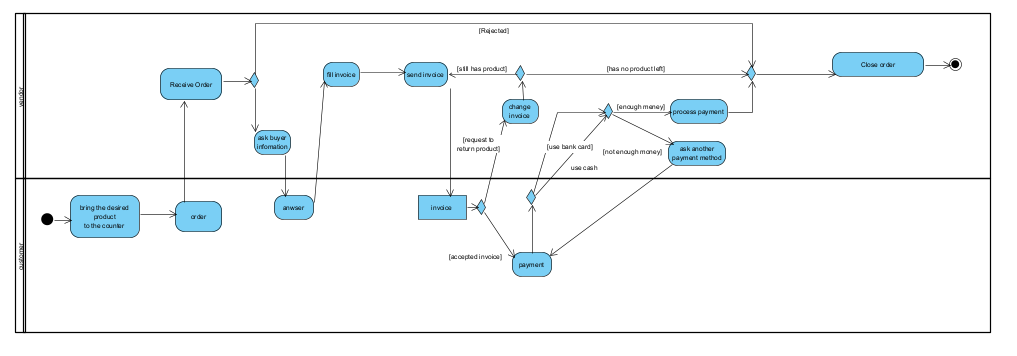 [Rejected]
vendor
Receive Order
fill invoice
send invoice
[still has product]
[has no product left]
Close order
change
invoice
[enough meney]
process payment
ask buyer
infomation
[request to
return product]
[use bank card]
[not enough money]
ask another
payment method
use cash
customer
bring the desired
product
to the counter
order
anwser
invoice
[accepted invoice]
payment